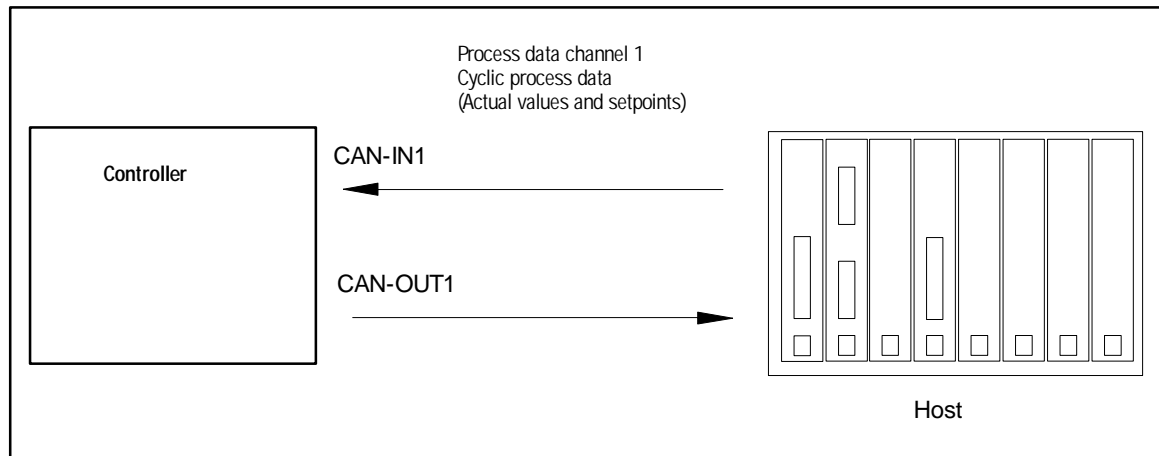 Process data channel 1
Cyclic process data
(Actual values and setpoints)
CAN-IN1
Controller
CAN-OUT1
Host